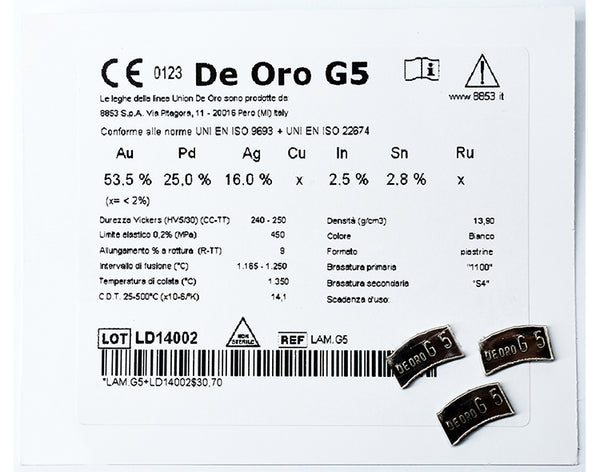 CE 0123 De Oro G5
Le leghe della linea Union De Oro sono prodotte da:
8853 S.p.A. Via Pitagora, 11 - 20016 Pero (MI) Italy
www.8853.it
Conforme alle norme UNI EN ISO 9693 + UNI EN ISO 22674
Au Pd Ag Cu In Sn Ru
53.5 % 25,0 % 16.0 % x 2.5 % 2.8 % x
(x= < 2%)
Durezza Vickers (HV5/30) (CC-TT) 240 - 250
Limite elastico 0,2% (MPa) 450
Allungamento % a rottura (R-TT) 9
Intervallo di fusione (°C) 1.165 - 1.250
Temperatura di colata (°C) 1.350
C.D.T. 25-500°C (x10-6/°K) 14,1
Densità (g/cm3) 13,90
Colore Bianco
Formato piastrine
Brasatura primaria "1100"
Brasatura secondaria "S4"
Scadenza d'uso:
LOT LD14002
NON STERILE
REF LAM.G5
*LAM.G5+LD14002$30,70
DE ORO G 5
DE ORO G 5
DE ORO G 5